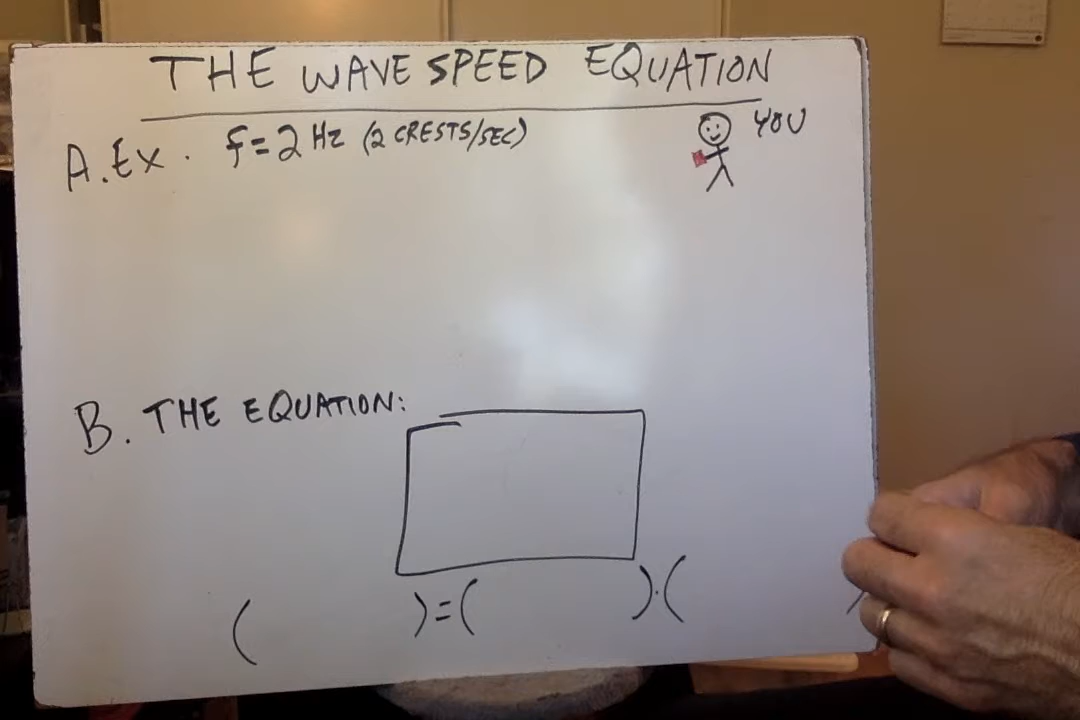 THE WAVE SPEED EQUATION
A. Ex. f=2 Hz (2 CRESTS/SEC)
YOU
B. THE EQUATION:
( )=( )·( )